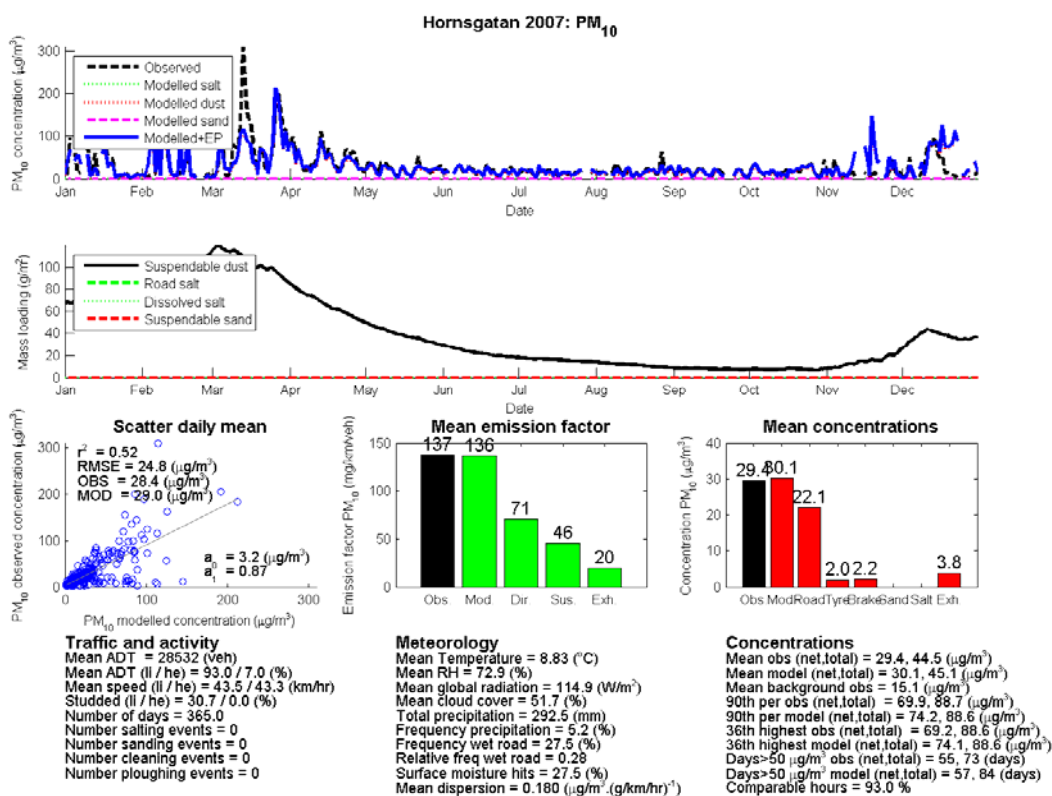 Hornsgatan 2007: PM10
PM10 concentration (µg/m³)
300
200
100
0
Observed
Modelled salt
Modelled dust
Modelled sand
Modelled+EP
Jan Feb Mar Apr May Jun Jul Aug Sep Oct Nov Dec
Date
Mass loading (g/m²)
100
80
60
40
20
0
Suspendable dust
Road salt
Dissolved salt
Suspendable sand
Jan Feb Mar Apr May Jun Jul Aug Sep Oct Nov Dec
Date
Scatter daily mean
PM10 observed concentration (µg/m³)
300
200
100
0
r² = 0.52
RMSE = 24.8 (µg/m³)
OBS = 28.4 (µg/m³)
MOD = 29.0 (µg/m³)
a0 = 3.2 (µg/m³)
a1 = 0.87
0 100 200 300
PM10 modelled concentration (µg/m³)
Mean emission factor
Emission factor PM10 (mg/km/veh)
150
100
50
0
137 136 71 46 20
Obs. Mod Dir. Sus. Exh.
Mean concentrations
Concentration PM10 (µg/m³)
40
30
20
10
0
29.4 30.1 22.1 2.0 2.2 3.8
Obs Mod Road Tyre Brake Sand Salt Exh.
Traffic and activity
Mean ADT = 28532 (veh)
Mean ADT (li / he) = 93.0 / 7.0 (%)
Mean speed (li / he) = 43.5 / 43.3 (km/hr)
Studded (li / he) = 30.7 / 0.0 (%)
Number of days = 365.0
Number salting events = 0
Number sanding events = 0
Number cleaning events = 0
Number ploughing events = 0
Meteorology
Mean Temperature = 8.83 (°C)
Mean RH = 72.9 (%)
Mean global radiation = 114.9 (W/m²)
Mean cloud cover = 51.7 (%)
Total precipitation = 292.5 (mm)
Frequency precipitation = 5.2 (%)
Frequency wet road = 27.5 (%)
Relative freq wet road = 0.28
Surface moisture hits = 27.5 (%)
Mean dispersion = 0.180 (µg/m³.(g/km/hr)⁻¹)
Concentrations
Mean obs (net,total) = 29.4, 44.5 (µg/m³)
Mean model (net,total) = 30.1, 45.1 (µg/m³)
Mean background obs = 15.1 (µg/m³)
90th per obs (net,total) = 69.9, 88.7 (µg/m³)
90th per model (net,total) = 74.2, 88.6 (µg/m³)
36th highest obs (net,total) = 69.2, 88.6 (µg/m³)
36th highest model (net,total) = 74.1, 88.6 (µg/m³)
Days>50 µg/m³ obs (net,total) = 55, 73 (days)
Days>50 µg/m³ model (net,total) = 57, 84 (days)
Comparable hours = 93.0 %